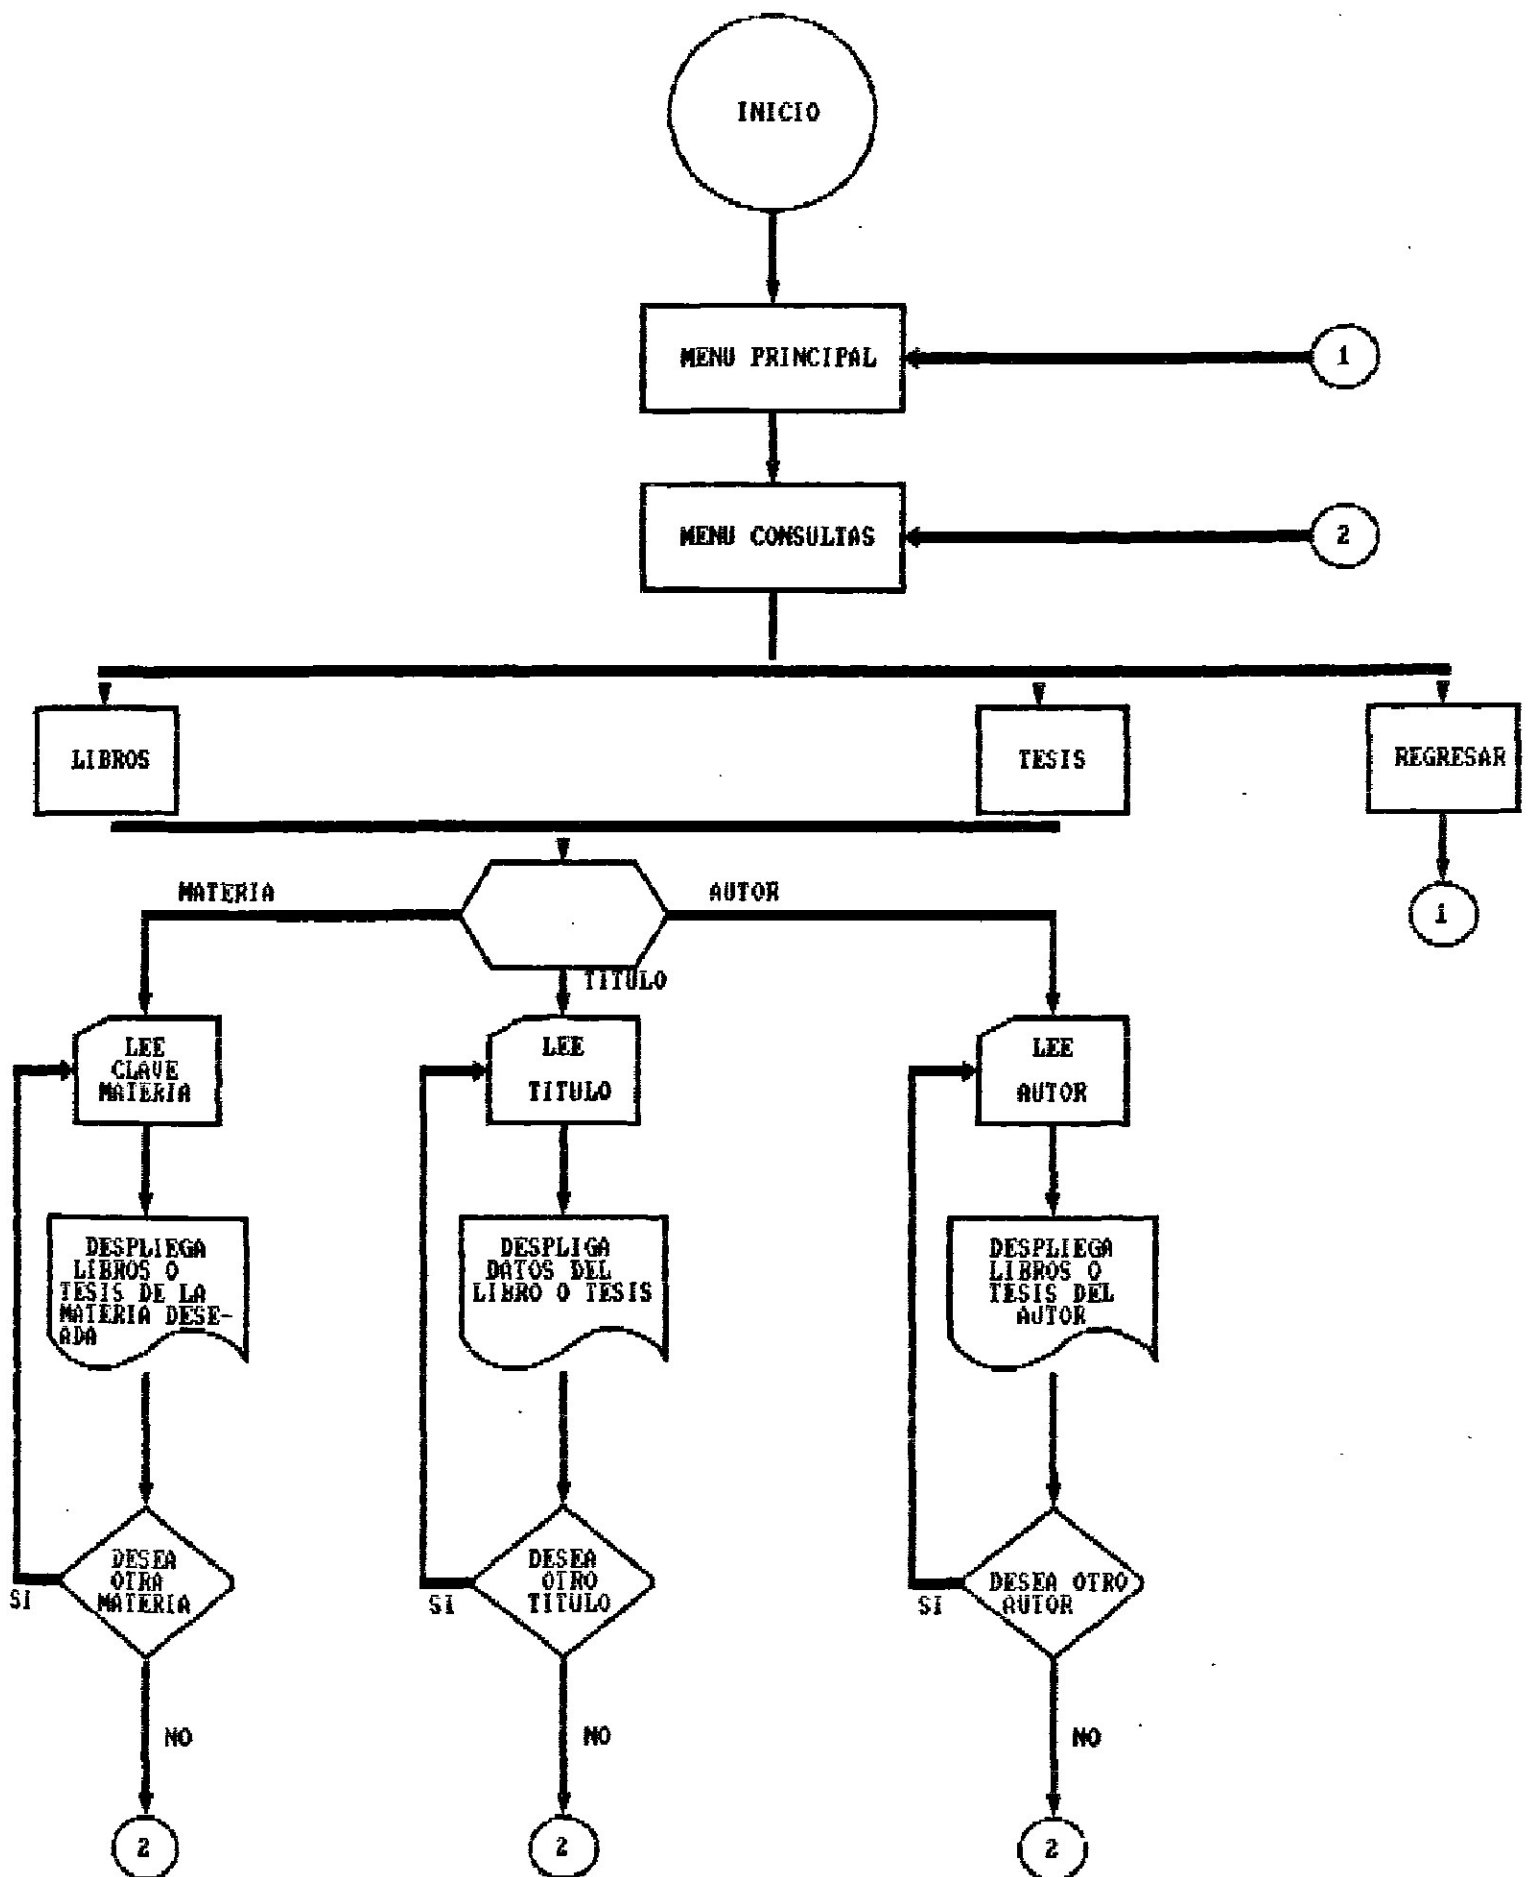 INICIO
MENU PRINCIPAL
1
MENU CONSULTAS
2
LIBROS
TESIS
REGRESAR
1
MATERIA
AUTOR
TITULO
LEE
CLAVE
MATERIA
LEE
TITULO
LEE
AUTOR
DESPLIEGA
LIBROS O
TESIS DE LA
MATERIA DESE-
ADA
DESPLIGA
DATOS DEL
LIBRO O TESIS
DESPLIEGA
LIBROS O
TESIS DEL
AUTOR
DESEA
OTRA
MATERIA
SI
DESEA
OTRO
TITULO
SI
DESEA OTRO
AUTOR
SI
NO
NO
NO
2
2
2